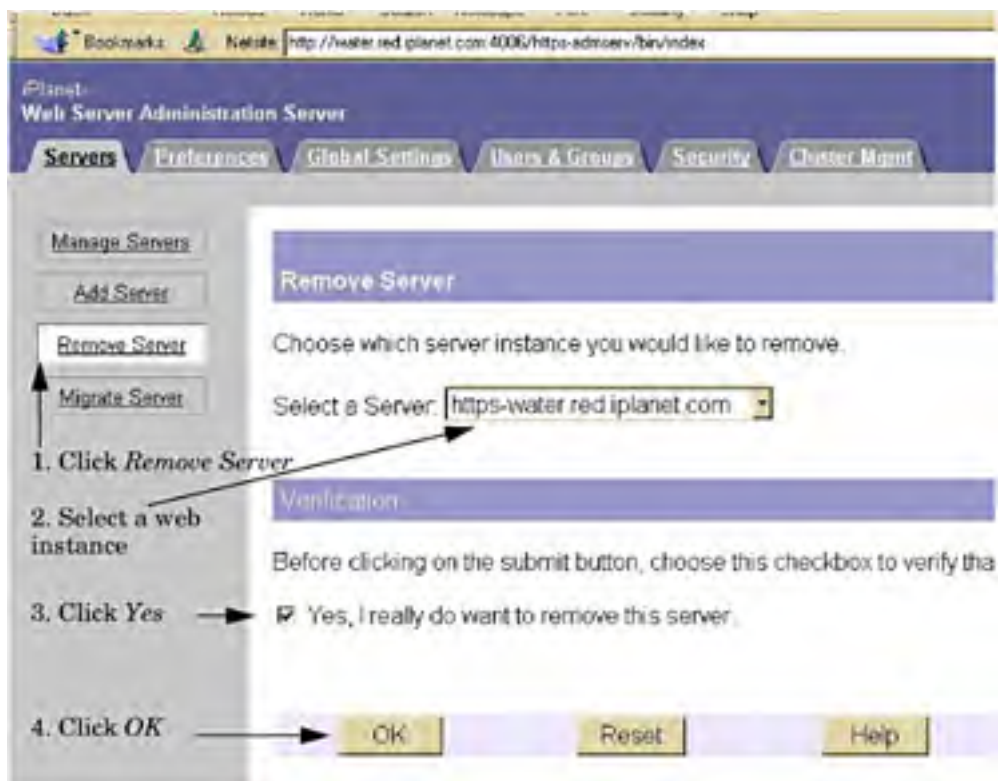 Bookmarks Netsite: http://water.red.iplanet.com:4006/https-admserv/bin/index
iPlanet
Web Server Administration Server
Servers Preferences Global Settings Users & Groups Security Cluster Mgmt
Manage Servers
Add Server
Remove Server
Migrate Server
Remove Server
Choose which server instance you would like to remove.
Select a Server: https-water.red.iplanet.com
1. Click Remove Server
2. Select a web
instance
Verification
Before clicking on the submit button, choose this checkbox to verify tha
3. Click Yes
Yes, I really do want to remove this server.
4. Click OK
OK Reset Help